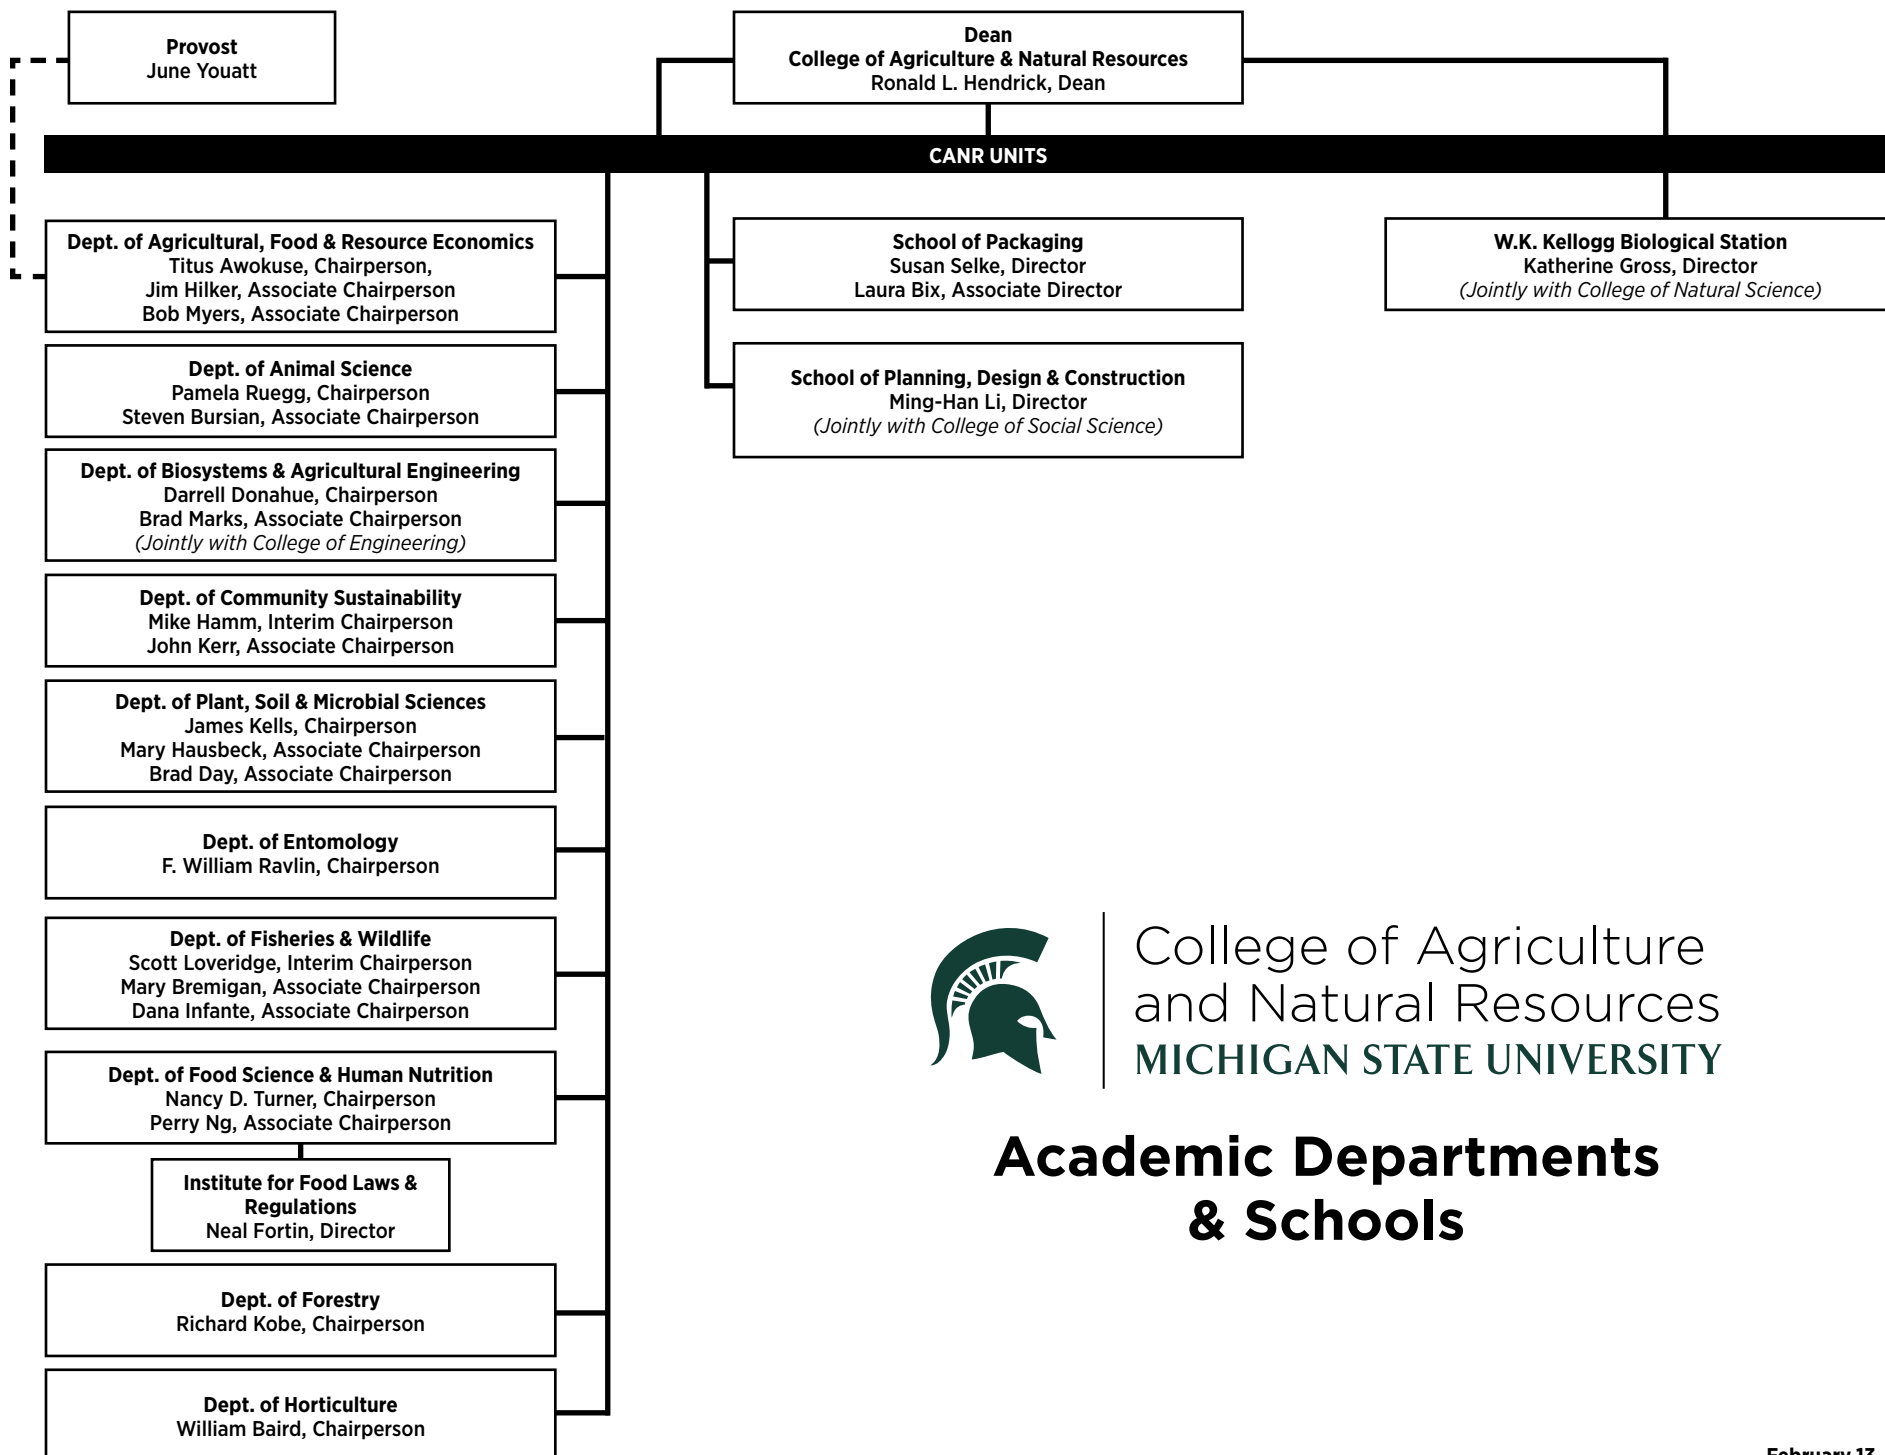 Provost
June Youatt
Dean
College of Agriculture & Natural Resources
Ronald L. Hendrick, Dean
CANR UNITS
Dept. of Agricultural, Food & Resource Economics
Titus Awokuse, Chairperson,
Jim Hilker, Associate Chairperson
Bob Myers, Associate Chairperson
Dept. of Animal Science
Pamela Ruegg, Chairperson
Steven Bursian, Associate Chairperson
Dept. of Biosystems & Agricultural Engineering
Darrell Donahue, Chairperson
Brad Marks, Associate Chairperson
(Jointly with College of Engineering)
Dept. of Community Sustainability
Mike Hamm, Interim Chairperson
John Kerr, Associate Chairperson
Dept. of Plant, Soil & Microbial Sciences
James Kells, Chairperson
Mary Hausbeck, Associate Chairperson
Brad Day, Associate Chairperson
Dept. of Entomology
F. William Ravlin, Chairperson
Dept. of Fisheries & Wildlife
Scott Loveridge, Interim Chairperson
Mary Bremigan, Associate Chairperson
Dana Infante, Associate Chairperson
Dept. of Food Science & Human Nutrition
Nancy D. Turner, Chairperson
Perry Ng, Associate Chairperson
Institute for Food Laws &
Regulations
Neal Fortin, Director
Dept. of Forestry
Richard Kobe, Chairperson
Dept. of Horticulture
William Baird, Chairperson
School of Packaging
Susan Selke, Director
Laura Bix, Associate Director
School of Planning, Design & Construction
Ming-Han Li, Director
(Jointly with College of Social Science)
W.K. Kellogg Biological Station
Katherine Gross, Director
(Jointly with College of Natural Science)
College of Agriculture
and Natural Resources
MICHIGAN STATE UNIVERSITY
Academic Departments
& Schools
February 13